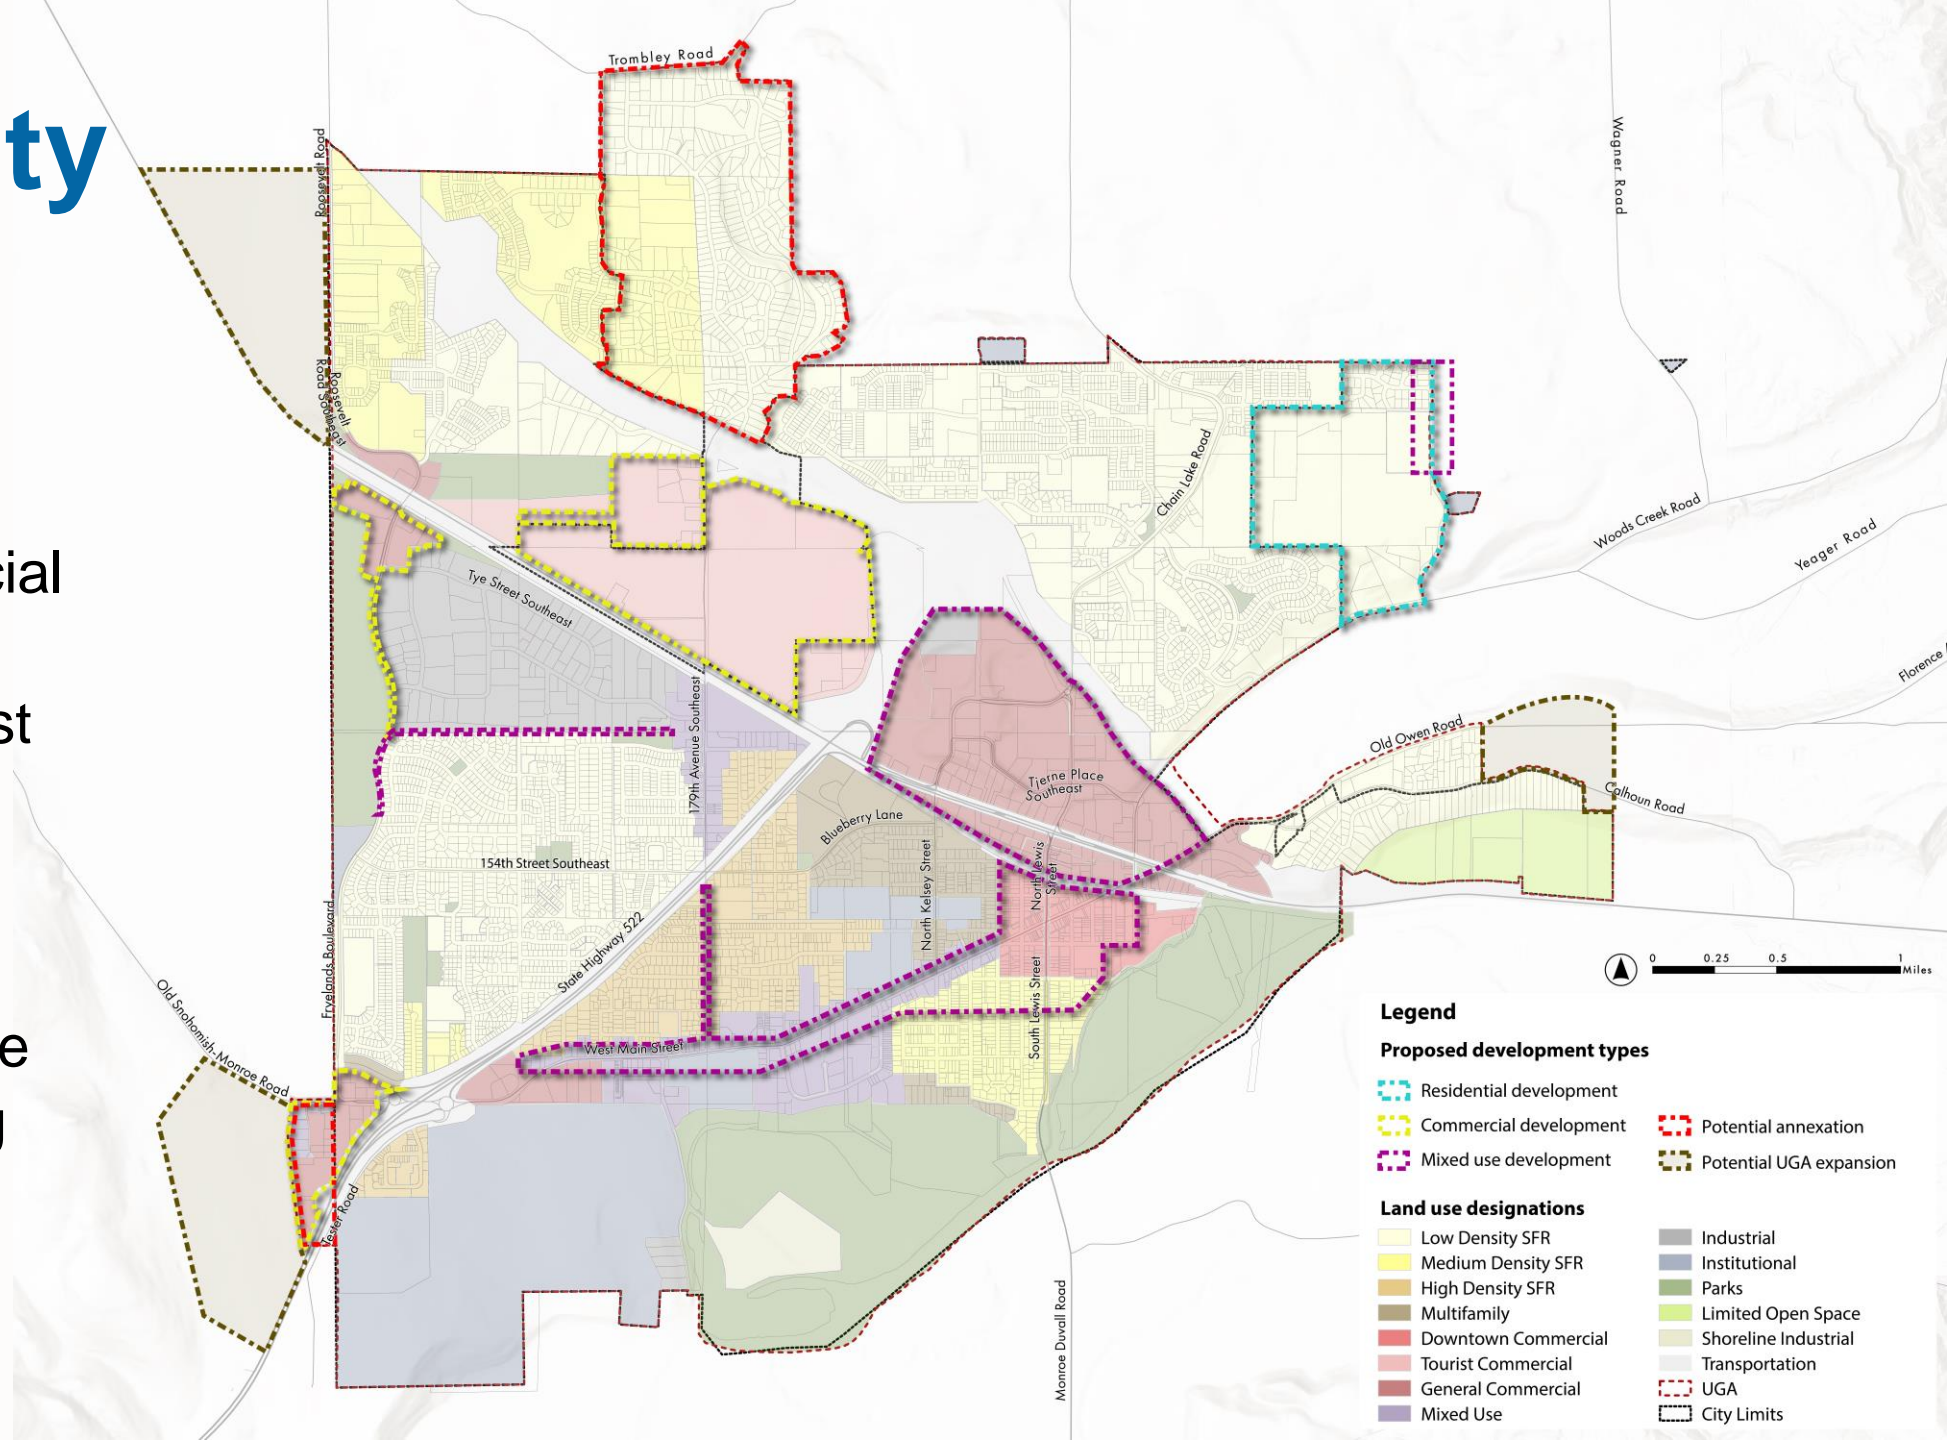 ty
cial
st
e
g
Trombley Road
Roosevelt Road
Wagner Road
Roosevelt
Road Southeast
Chain Lake Road
Woods Creek Road
Yeager Road
Tye Street Southeast
Florence
179th Avenue Southeast
Old Owen Road
Tjerne Place
Southeast
Calhoun Road
Blueberry Lane
154th Street Southeast
North Kelsey Street
North Lewis
Street
State Highway 522
Fryelands Boulevard
Old Snohomish-Monroe Road
South Lewis Street
West Main Street
Tester Road
Monroe Duvall Road
0 0.25 0.5 1
Miles
Legend
Proposed development types
Residential development
Commercial development
Mixed use development
Potential annexation
Potential UGA expansion
Land use designations
Low Density SFR
Medium Density SFR
High Density SFR
Multifamily
Downtown Commercial
Tourist Commercial
General Commercial
Mixed Use
Industrial
Institutional
Parks
Limited Open Space
Shoreline Industrial
Transportation
UGA
City Limits